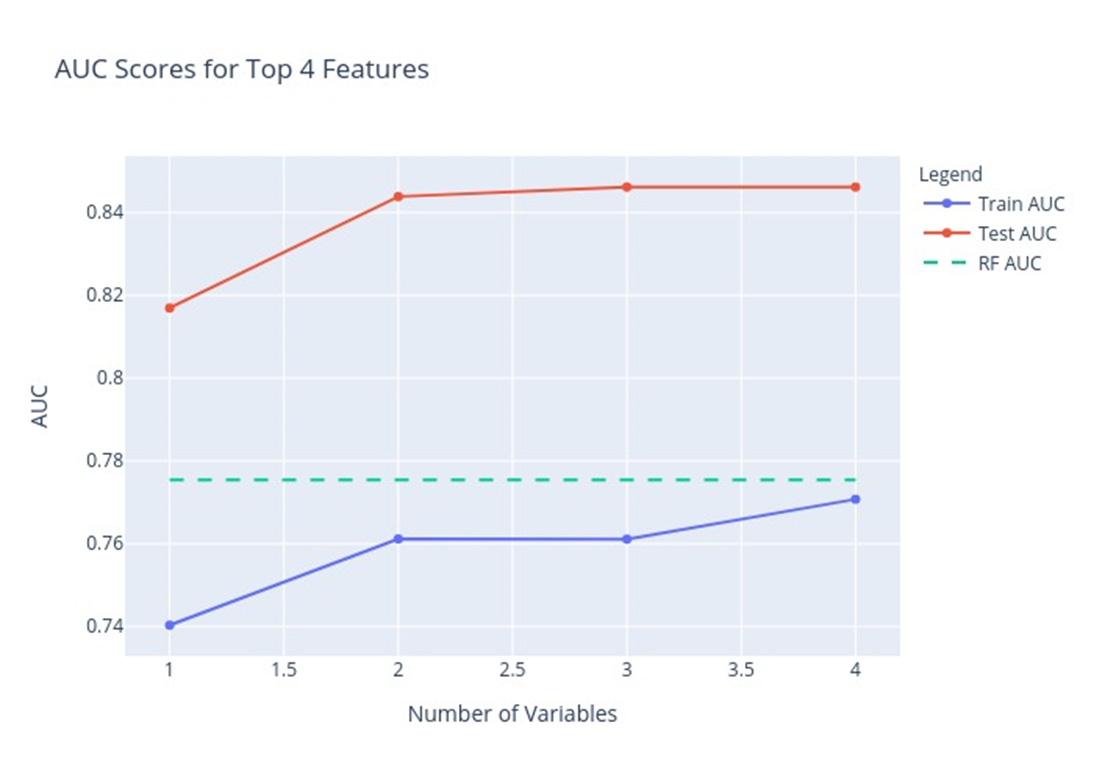 AUC Scores for Top 4 Features
Legend
Train AUC
Test AUC
RF AUC
AUC
0.84
0.82
0.8
0.78
0.76
0.74
1 1.5 2 2.5 3 3.5 4
Number of Variables